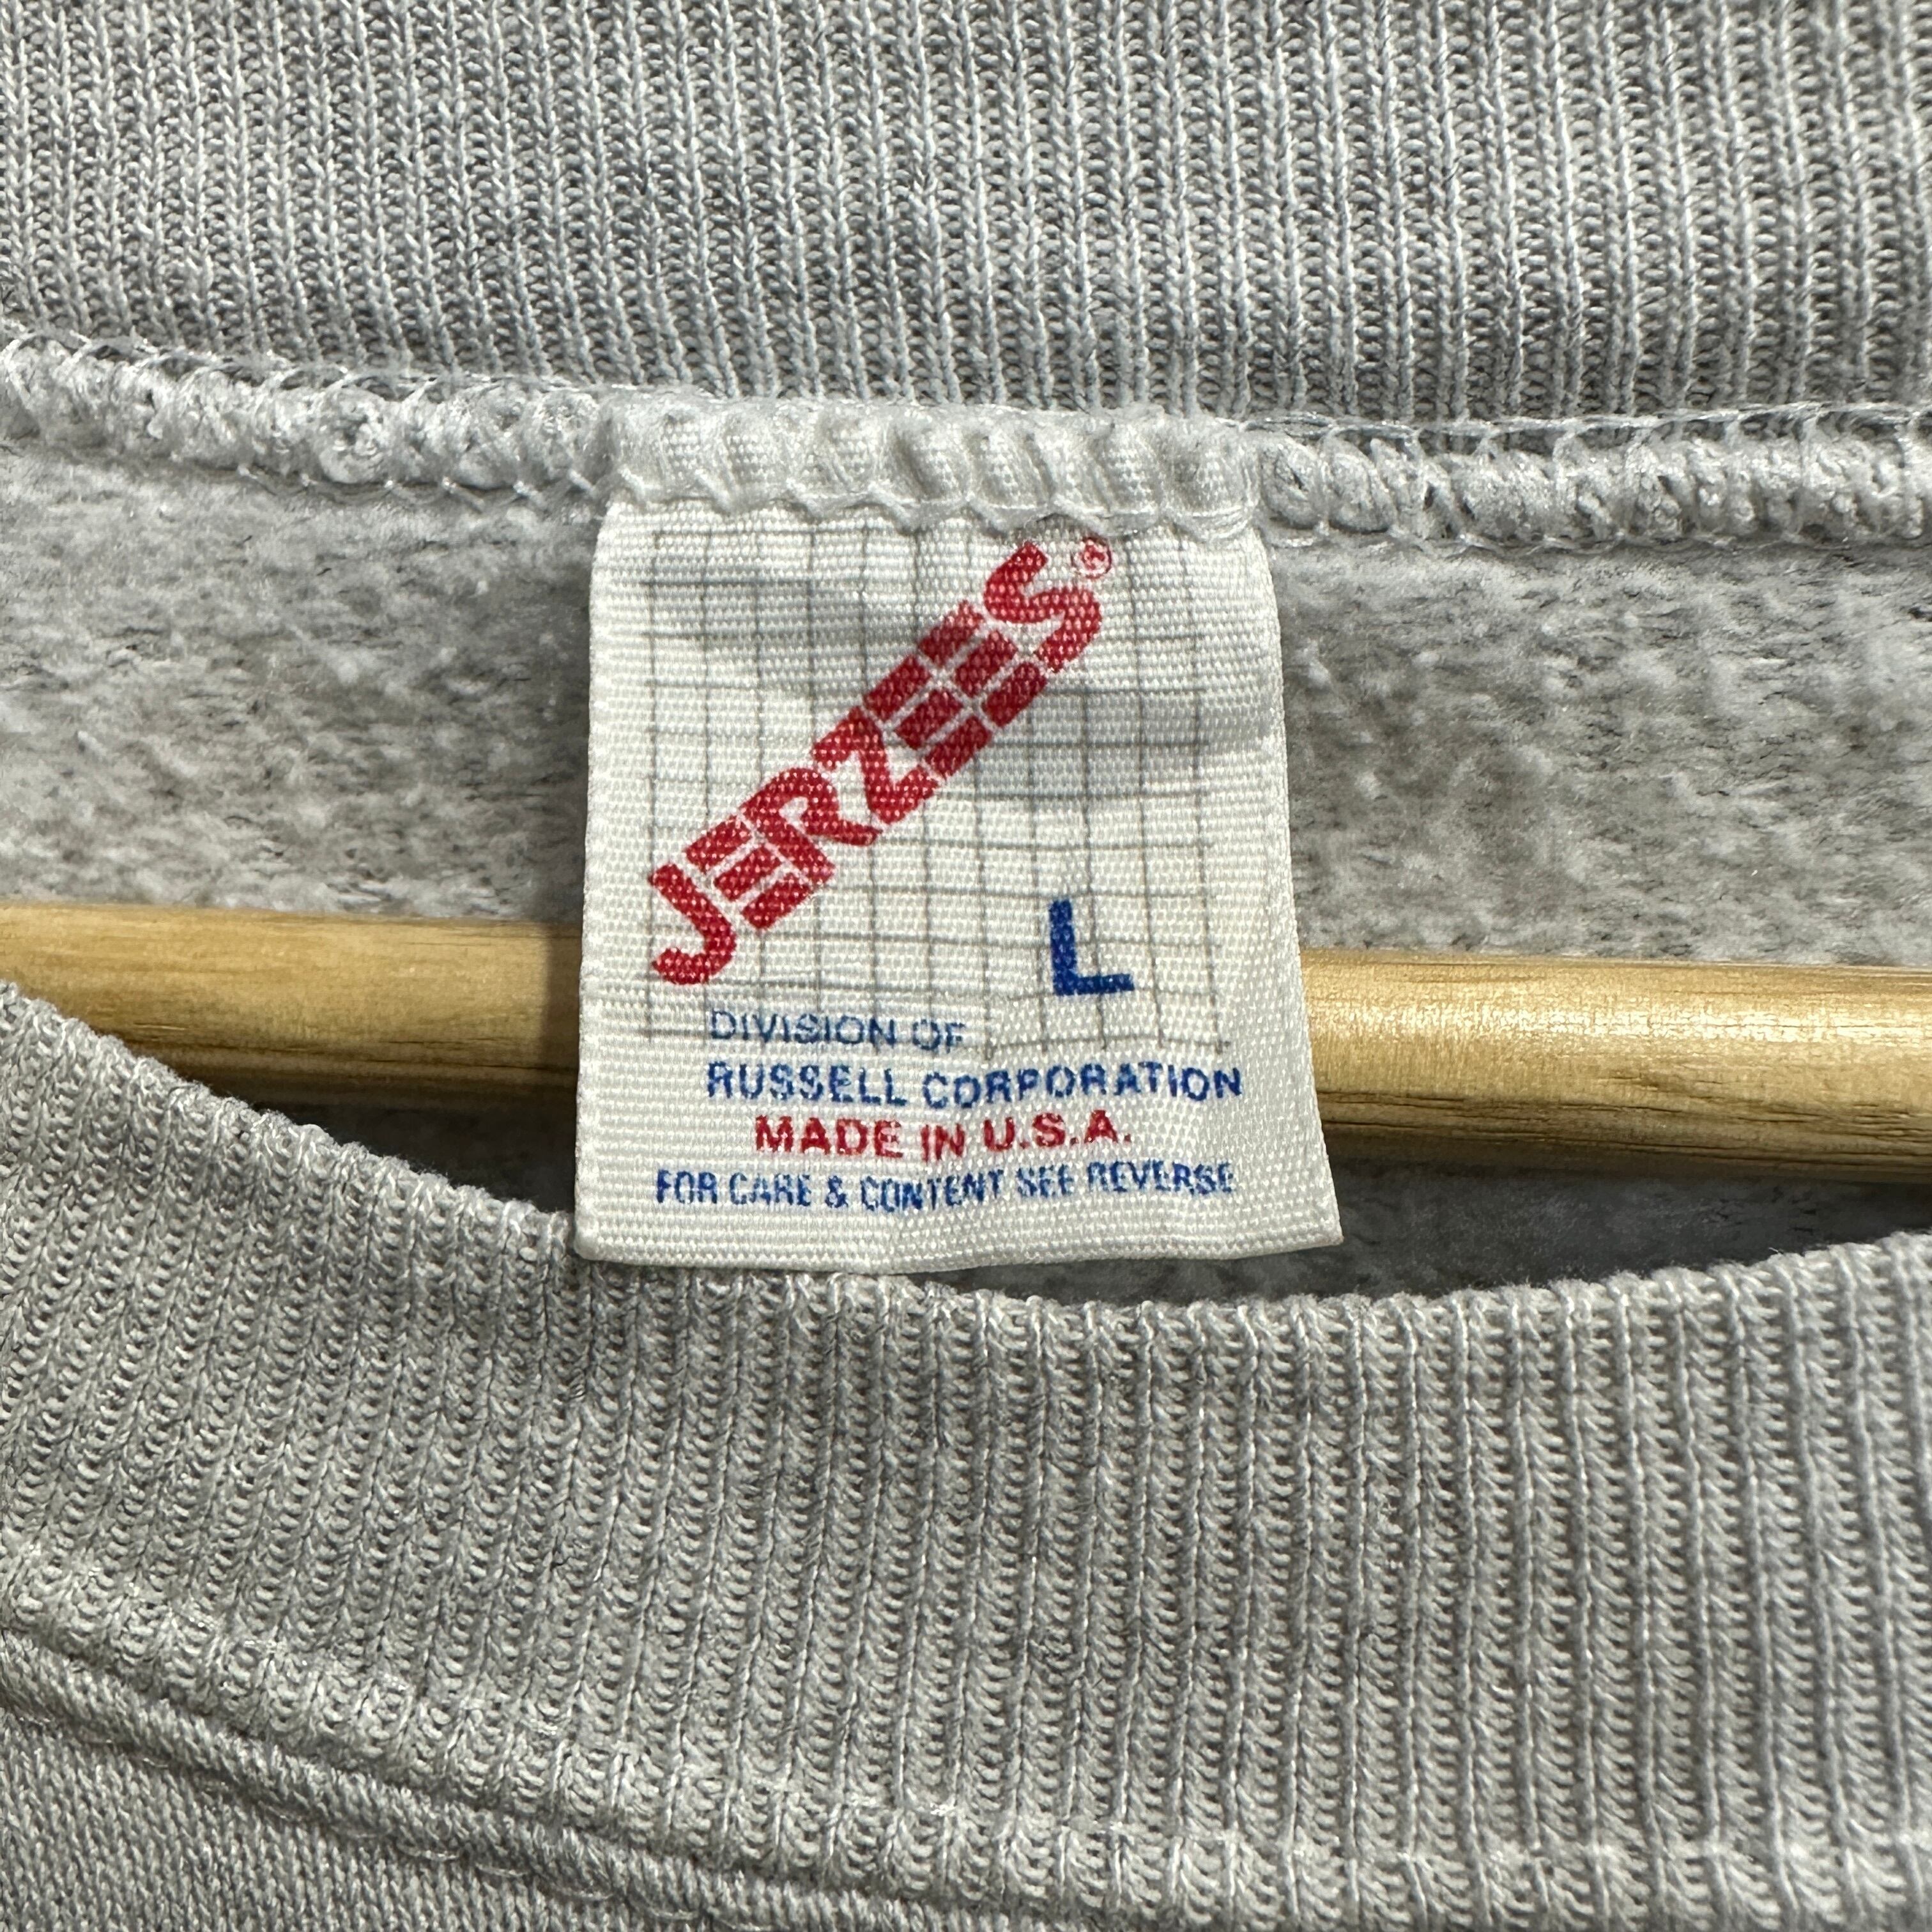 JERZEES®
L
DIVISION OF
RUSSELL CORPORATION
MADE IN U.S.A.
FOR CARE & CONTENT SEE REVERSE